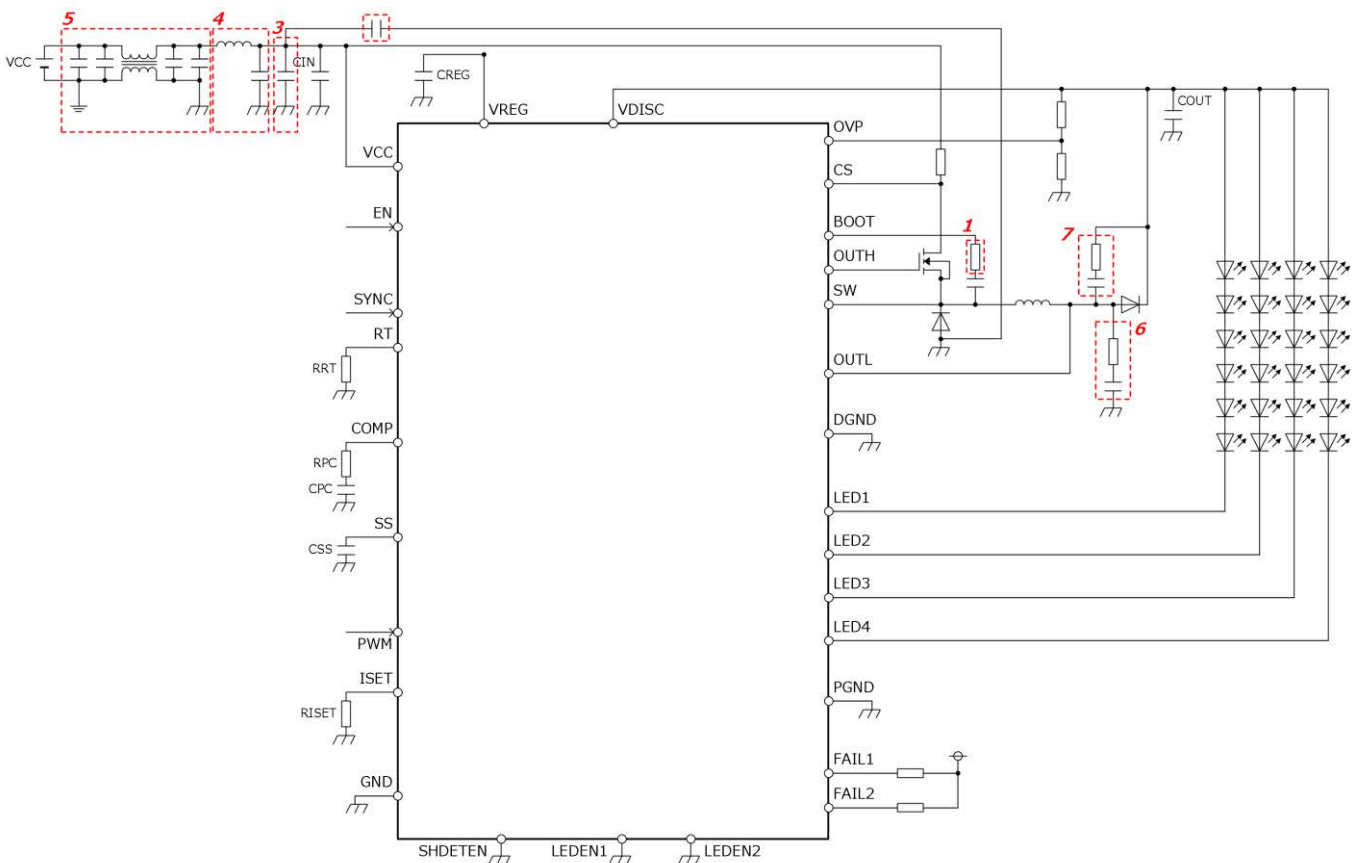 5
4
3
VCC
CIN
CREG
COUT
VREG
VDISC
OVP
VCC
CS
EN
BOOT
1
7
OUTH
SYNC
SW
RT
6
RRT
OUTL
COMP
DGND
RPC
CPC
LED1
SS
CSS
LED2
LED3
LED4
PWM
ISET
PGND
RISET
FAIL1
GND
FAIL2
SHDETEN
LEDEN1
LEDEN2